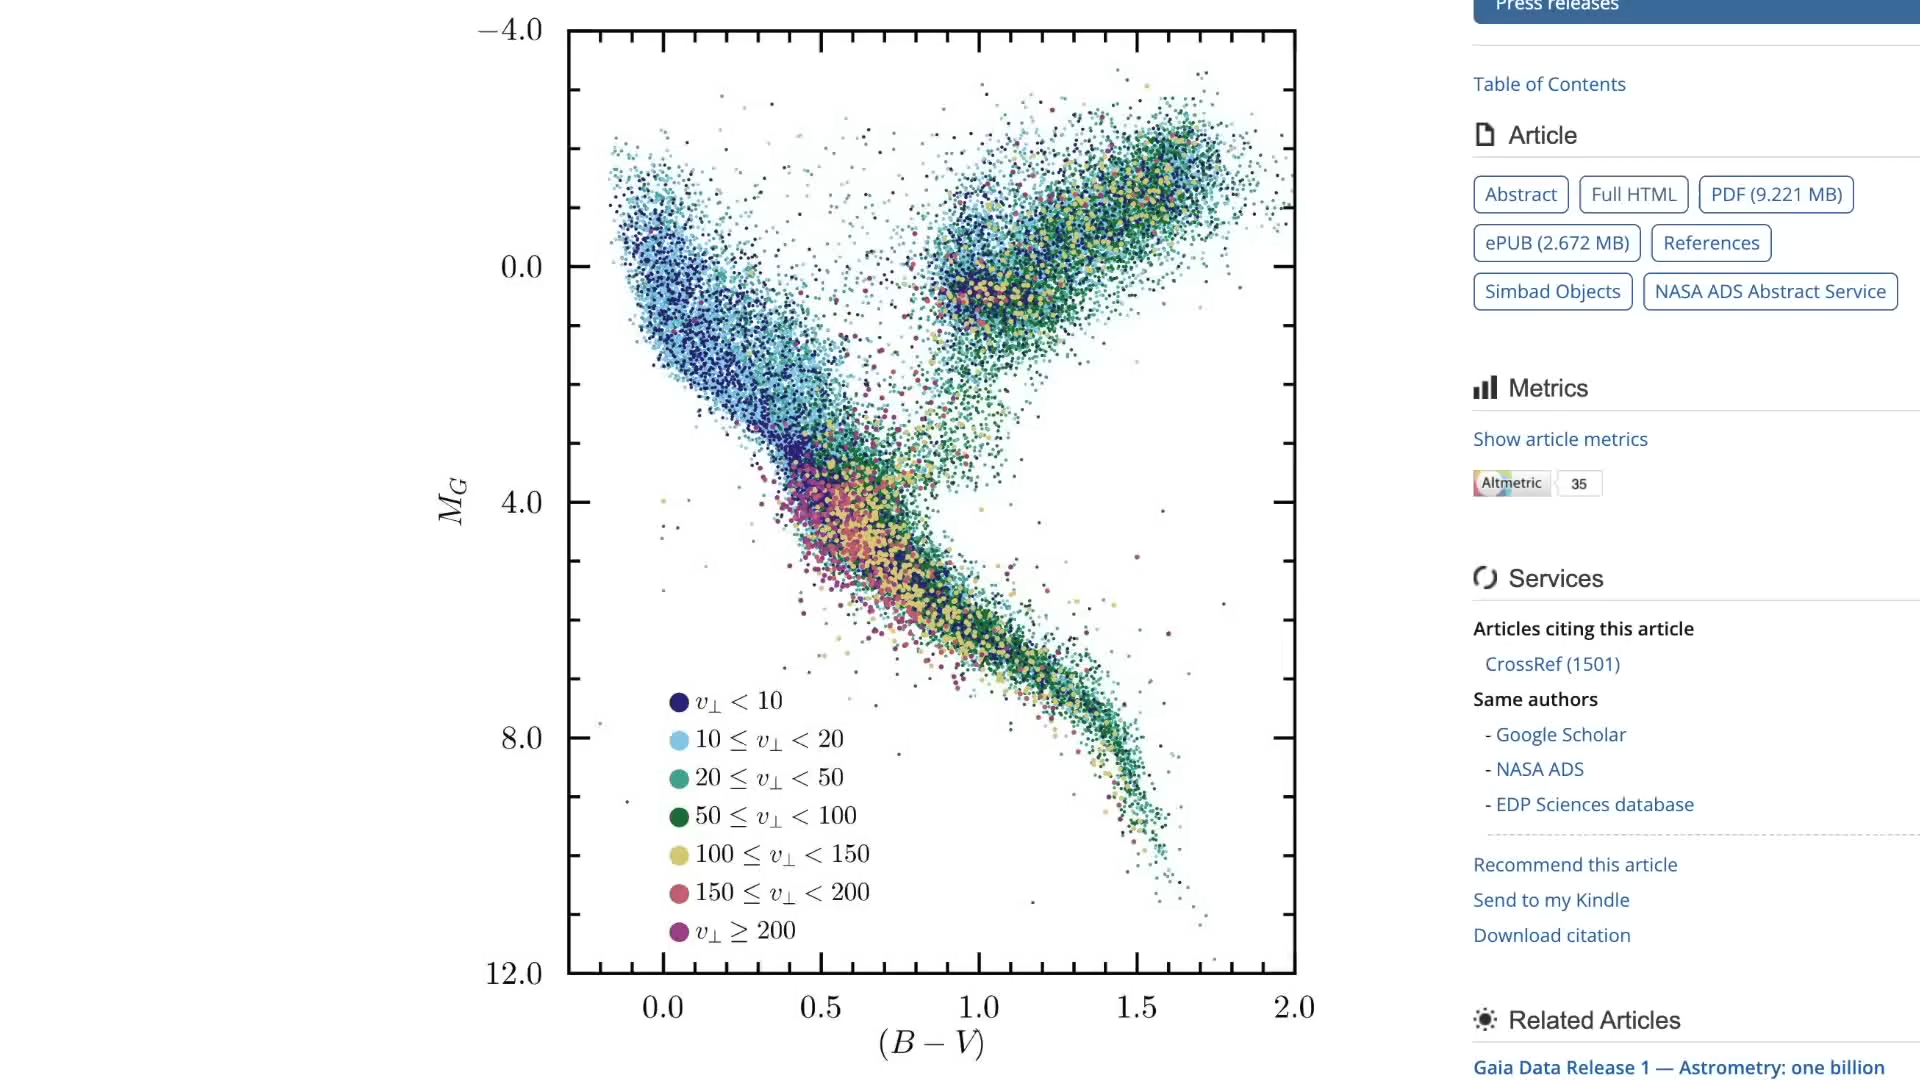 −4.0
0.0
4.0
8.0
12.0
M_G
v⊥ < 10
10 ≤ v⊥ < 20
20 ≤ v⊥ < 50
50 ≤ v⊥ < 100
100 ≤ v⊥ < 150
150 ≤ v⊥ < 200
v⊥ ≥ 200
0.0 0.5 1.0 1.5 2.0
(B − V)
Press releases
Table of Contents
Article
Abstract Full HTML PDF (9.221 MB)
ePUB (2.672 MB) References
Simbad Objects NASA ADS Abstract Service
Metrics
Show article metrics
Altmetric 35
Services
Articles citing this article
CrossRef (1501)
Same authors
- Google Scholar
- NASA ADS
- EDP Sciences database
Recommend this article
Send to my Kindle
Download citation
Related Articles
Gaia Data Release 1 — Astrometry: one billion